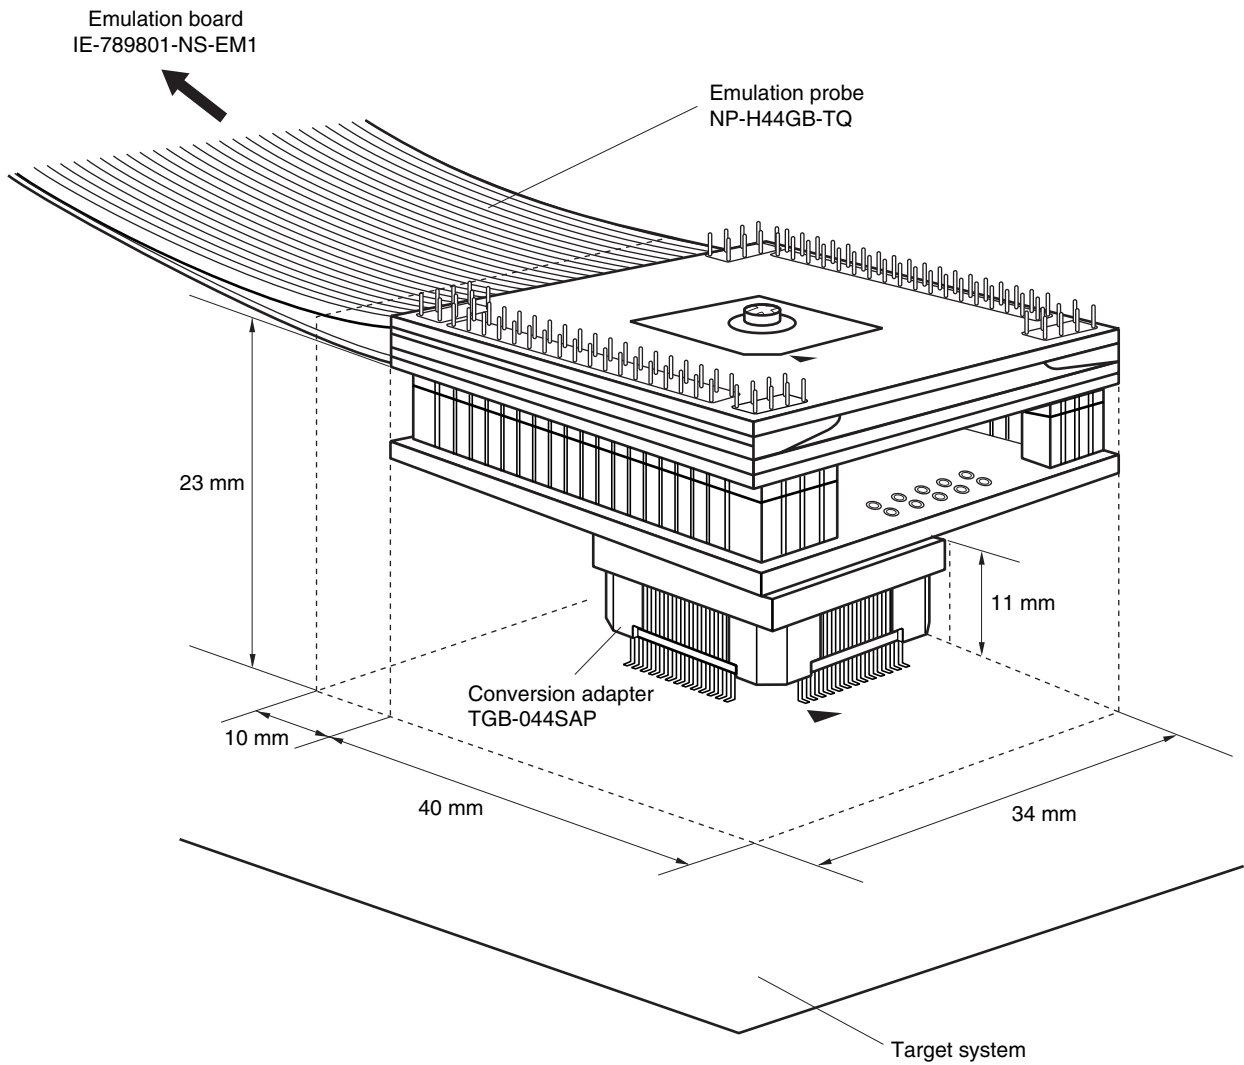 Emulation board
IE-789801-NS-EM1
Emulation probe
NP-H44GB-TQ
23 mm
11 mm
Conversion adapter
TGB-044SAP
10 mm
40 mm
34 mm
Target system